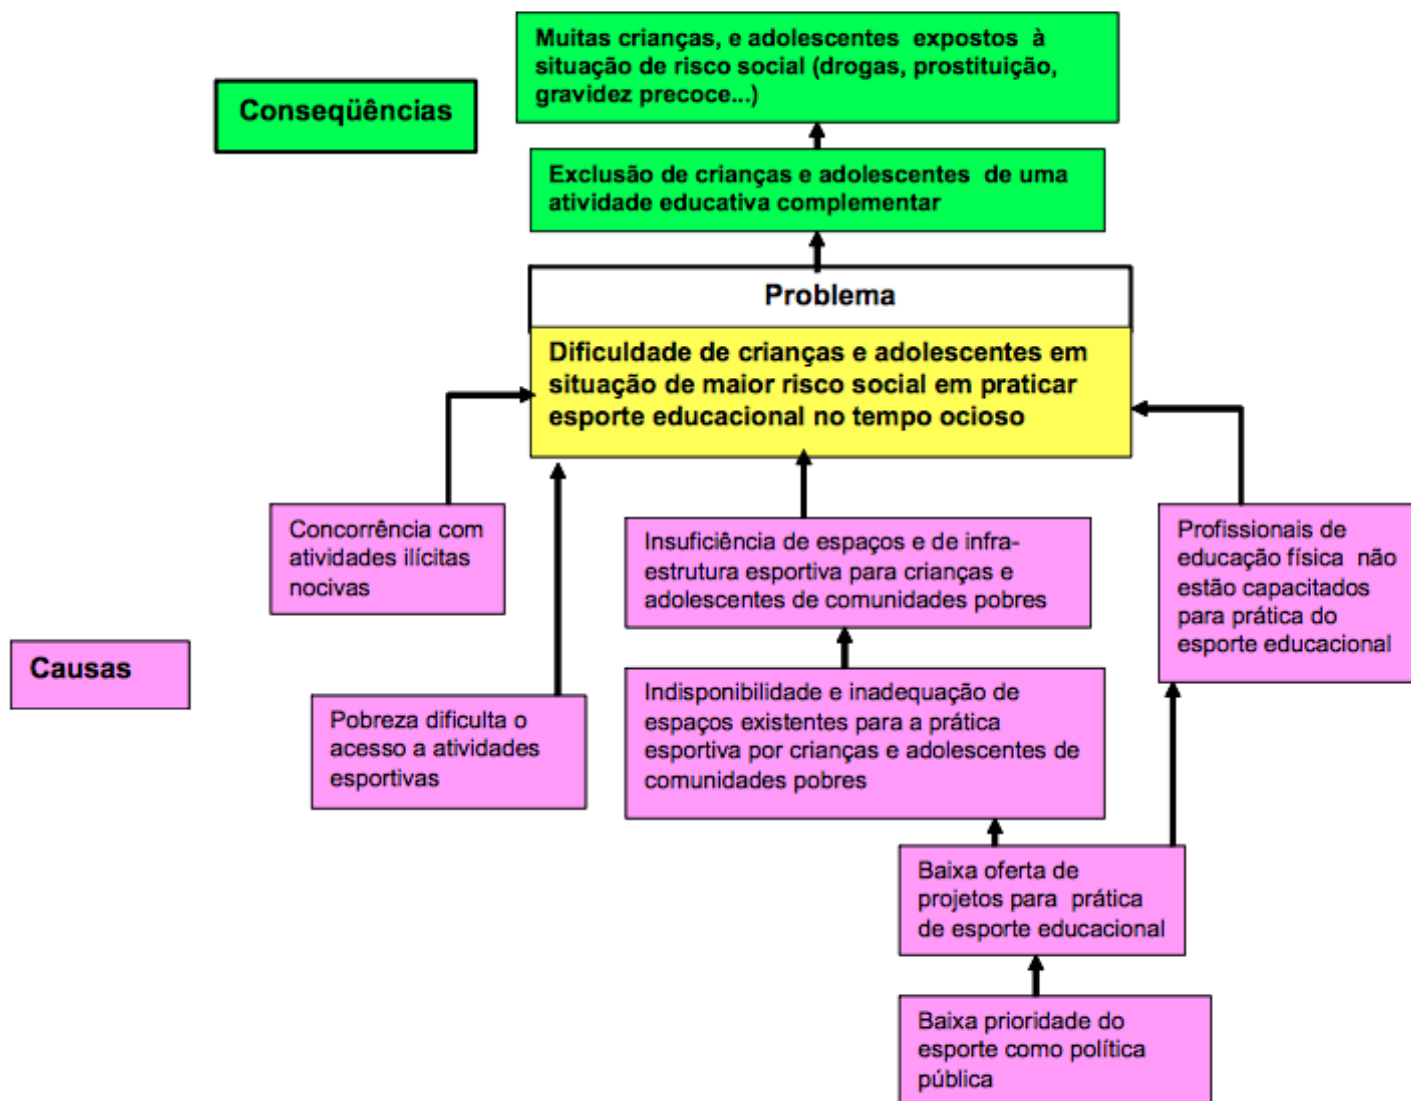 Muitas crianças, e adolescentes expostos à
situação de risco social (drogas, prostituição,
gravidez precoce...)
Conseqüências
Exclusão de crianças e adolescentes de uma
atividade educativa complementar
Problema
Dificuldade de crianças e adolescentes em
situação de maior risco social em praticar
esporte educacional no tempo ocioso
Concorrência com
atividades ilícitas
nocivas
Insuficiência de espaços e de infra-
estrutura esportiva para crianças e
adolescentes de comunidades pobres
Profissionais de
educação física não
estão capacitados
para prática do
esporte educacional
Causas
Pobreza dificulta o
acesso a atividades
esportivas
Indisponibilidade e inadequação de
espaços existentes para a prática
esportiva por crianças e adolescentes de
comunidades pobres
Baixa oferta de
projetos para prática
de esporte educacional
Baixa prioridade do
esporte como política
pública